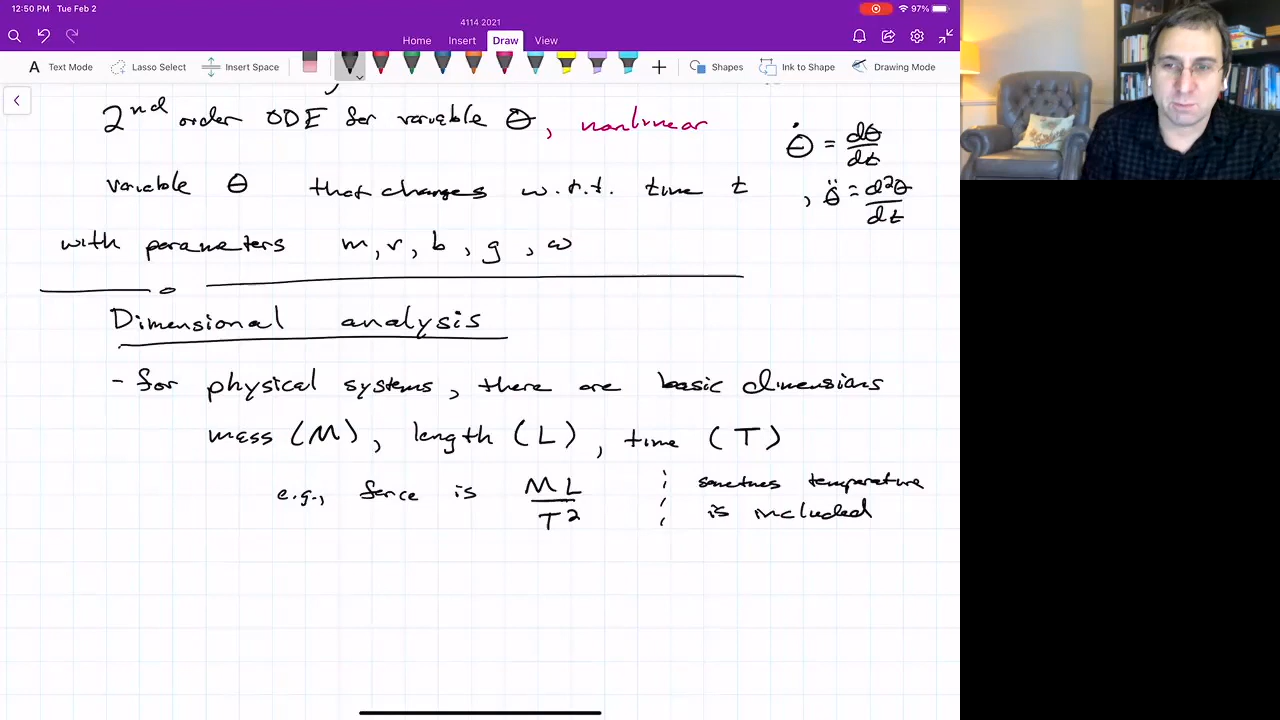 12:50 PM Tue Feb 2
97%
4114 2021
Home Insert Draw View
Text Mode Lasso Select Insert Space Shapes Ink to Shape Drawing Mode
2nd order ODE for variable θ, nonlinear
θ̇ = dθ/dt
variable θ that changes w.r.t. time t
, θ̈ = d²θ/dt
with parameters m, r, b, g, ω
Dimensional analysis
- for physical systems, there are basic dimensions
mass (M), length (L), time (T)
e.g., force is ML/T²
sometimes temperature
is included